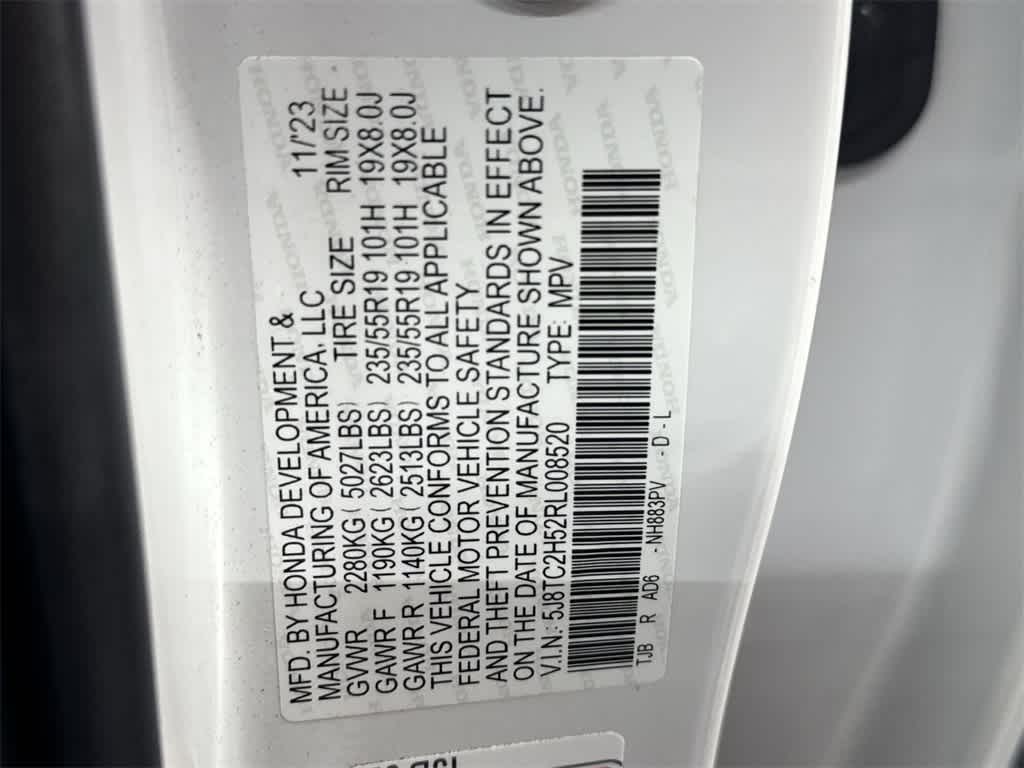 MFD. BY HONDA DEVELOPMENT &
MANUFACTURING OF AMERICA, LLC 11/'23
GVWR 2280KG( 5027LBS) TIRE SIZE RIM SIZE
GAWR F 1190KG( 2623LBS) 235/55R19 101H 19X8.0J
GAWR R 1140KG( 2513LBS) 235/55R19 101H 19X8.0J
THIS VEHICLE CONFORMS TO ALL APPLICABLE
FEDERAL MOTOR VEHICLE SAFETY
AND THEFT PREVENTION STANDARDS IN EFFECT
ON THE DATE OF MANUFACTURE SHOWN ABOVE.
V.I.N.: 5J8TC2H52RL008520 TYPE: MPV
TJB R AD6 - NH883PV - D - L